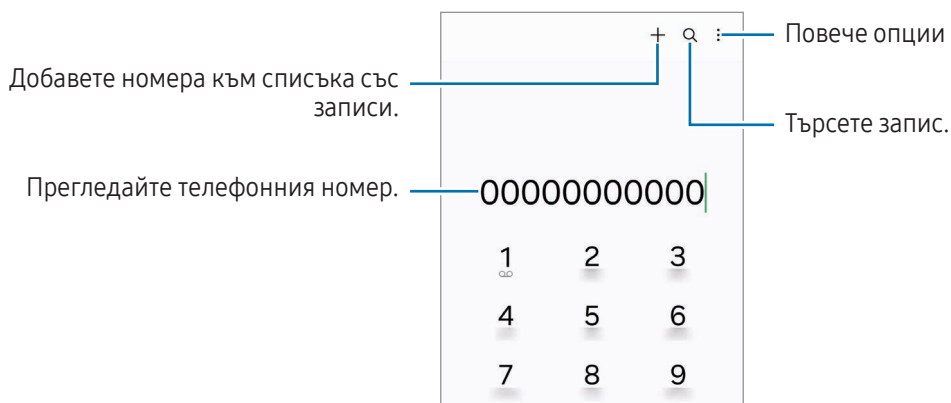 Повече опции
Добавете номера към списъка със
записи.
Търсете запис.
Прегледайте телефонния номер.
00000000000
1 2 3
4 5 6
7 8 9